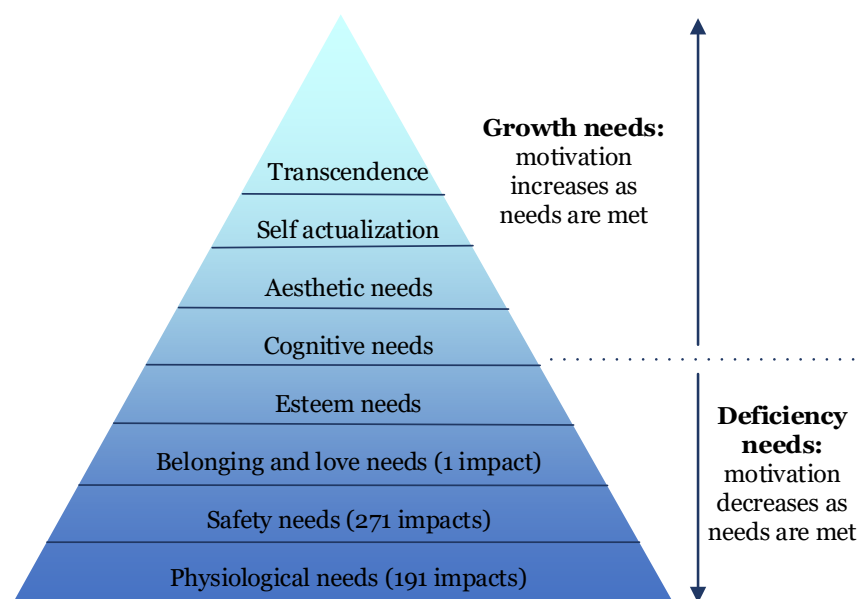 Transcendence
Self actualization
Aesthetic needs
Cognitive needs
Esteem needs
Belonging and love needs (1 impact)
Safety needs (271 impacts)
Physiological needs (191 impacts)
Growth needs:
motivation
increases as
needs are met
Deficiency
needs:
motivation
decreases as
needs are met